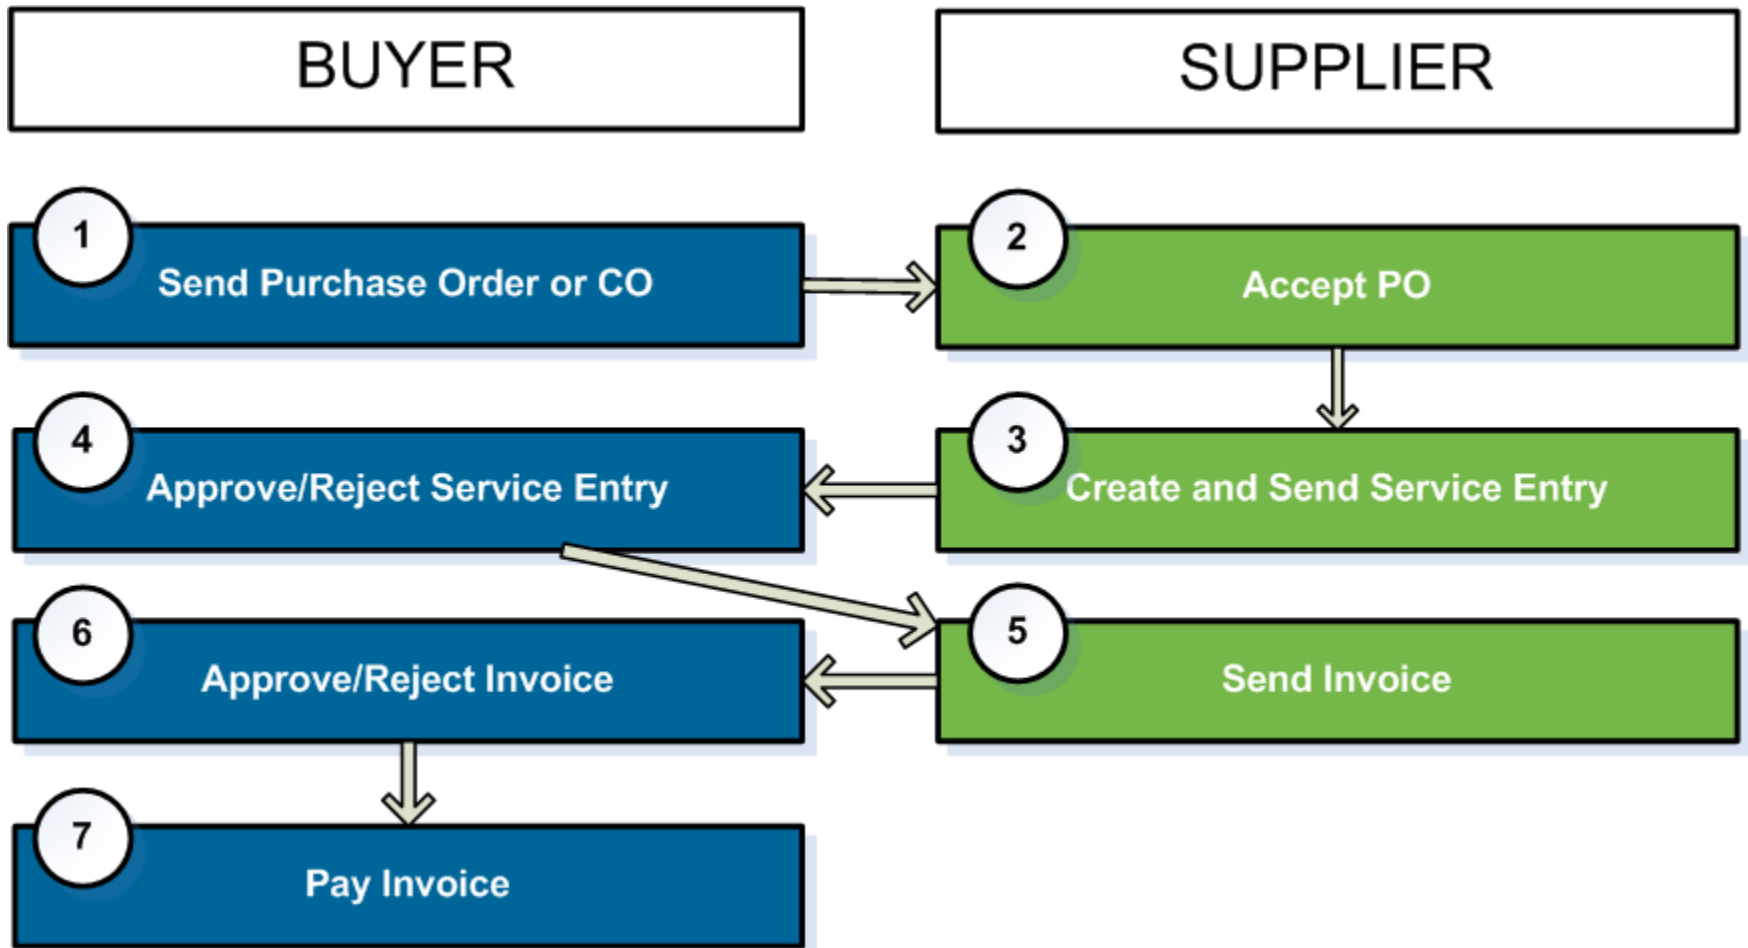 BUYER
SUPPLIER
1
Send Purchase Order or CO
2
Accept PO
4
Approve/Reject Service Entry
3
Create and Send Service Entry
6
Approve/Reject Invoice
5
Send Invoice
7
Pay Invoice